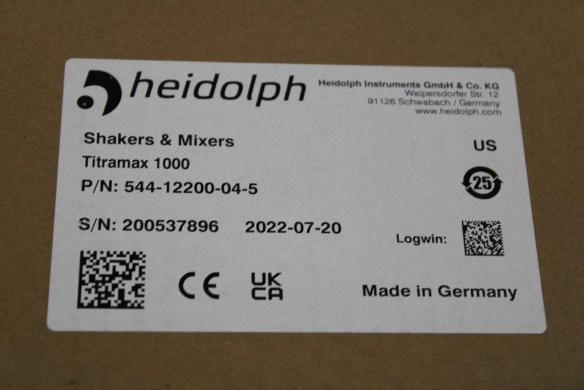 heidolph
Heidolph Instruments GmbH & Co. KG
Walpersdorfer Str. 12
91126 Schwabach / Germany
www.heidolph.com
Shakers & Mixers
US
Titramax 1000
25
P/N: 544-12200-04-5
S/N: 200537896 2022-07-20
Logwin:
CE UK
CA
Made in Germany